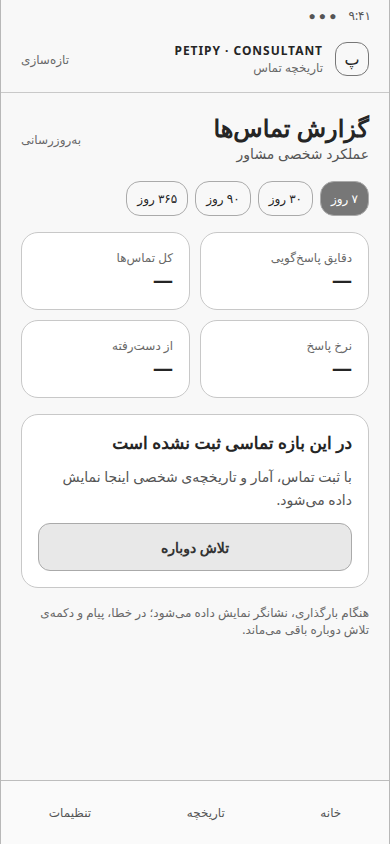 ۹:۴۱
پ
PETIPY · CONSULTANT
تاریخچه تماس
تازه‌سازی
گزارش تماس‌ها
به‌روزرسانی
عملکرد شخصی مشاور
۷ روز
۳۰ روز
۹۰ روز
۳۶۵ روز
دقایق پاسخ‌گویی
—
کل تماس‌ها
—
نرخ پاسخ
—
از دست‌رفته
—
در این بازه تماسی ثبت نشده است
با ثبت تماس، آمار و تاریخچه‌ی شخصی اینجا نمایش
داده می‌شود.
تلاش دوباره
هنگام بارگذاری، نشانگر نمایش داده می‌شود؛ در خطا، پیام و دکمه‌ی
تلاش دوباره باقی می‌ماند.
خانه
تاریخچه
تنظیمات